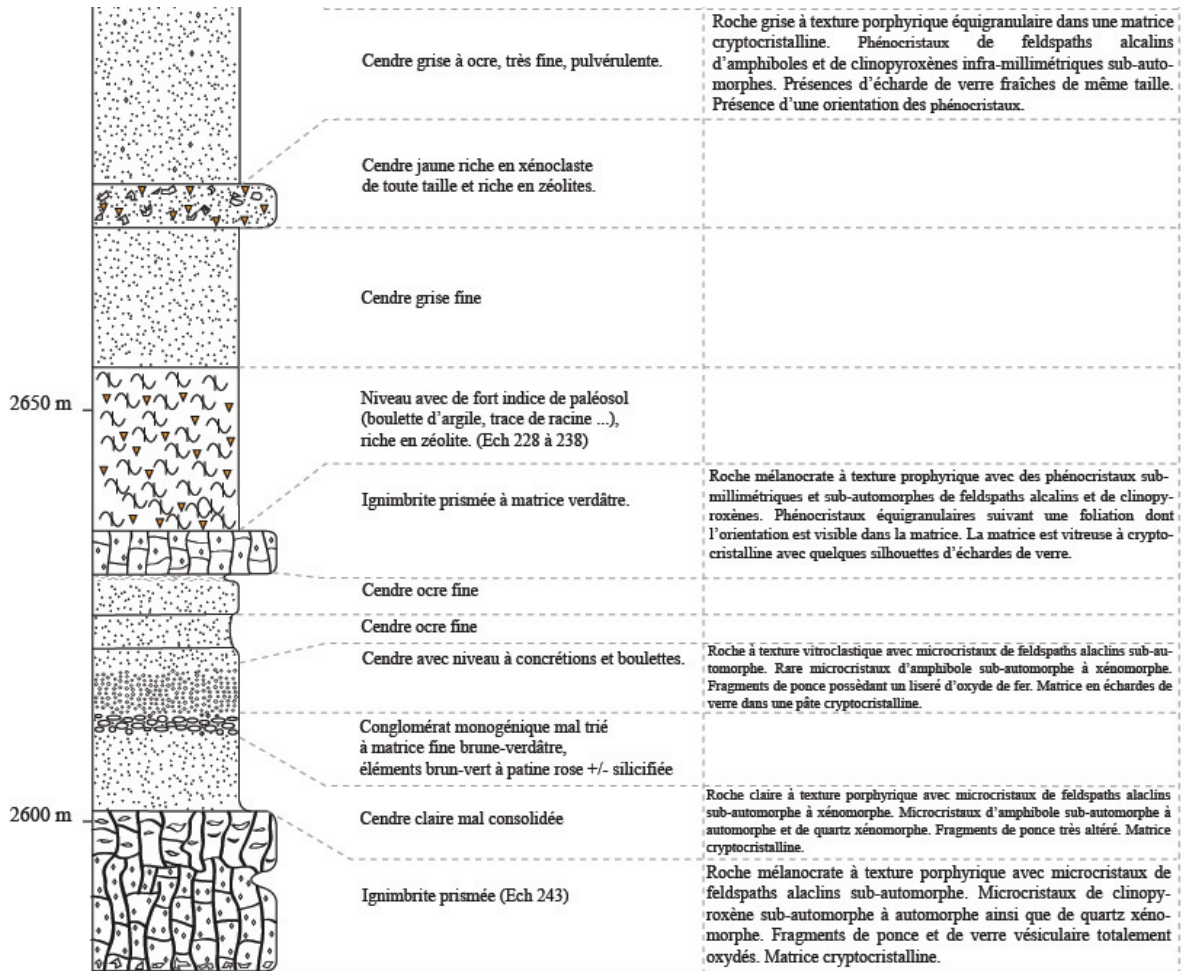 Cendre grise à ocre, très fine, pulvérulente.
Roche grise à texture porphyrique équigranulaire dans une matrice
cryptocristalline. Phénocristaux de feldspaths alcalins
d'amphiboles et de clinopyroxènes infra-millimétriques sub-auto-
morphes. Présences d'écharde de verre fraîches de même taille.
Présence d'une orientation des phénocristaux.
Cendre jaune riche en xénoclaste
de toute taille et riche en zéolites.
Cendre grise fine
2650 m
Niveau avec de fort indice de paléosol
(boulette d'argile, trace de racine ...),
riche en zéolite. (Ech 228 à 238)
Ignimbrite prismée à matrice verdâtre.
Roche mélanocrate à texture prophyrique avec des phénocristaux sub-
millimétriques et sub-automorphes de feldspaths alcalins et de clinopy-
roxènes. Phénocristaux équigranulaires suivant une foliation dont
l'orientation est visible dans la matrice. La matrice est vitreuse à crypto-
cristalline avec quelques silhouettes d'échardes de verre.
Cendre ocre fine
Cendre ocre fine
Cendre avec niveau à concrétions et boulettes.
Roche à texture vitroclastique avec microcristaux de feldspaths alaclins sub-au-
tomorphe. Rare microcristaux d'amphibole sub-automorphe à xénomorphe.
Fragments de ponce possèdant un liseré d'oxyde de fer. Matrice en échardes de
verre dans une pâte cryptocristalline.
Conglomérat monogénique mal trié
à matrice fine brune-verdâtre,
éléments brun-vert à patine rose +/- silicifiée
2600 m
Cendre claire mal consolidée
Roche claire à texture porphyrique avec microcristaux de feldspaths alaclins
sub-automorphe à xénomorphe. Microcristaux d'amphibole sub-automorphe à
automorphe et de quartz xénomorphe. Fragments de ponce très altéré. Matrice
cryptocristalline.
Ignimbrite prismée (Ech 243)
Roche mélanocrate à texture porphyrique avec microcristaux de
feldspaths alaclins sub-automorphe. Microcristaux de clinopy-
roxène sub-automorphe à automorphe ainsi que de quartz xéno-
morphe. Fragments de ponce et de verre vésiculaire totalement
oxydés. Matrice cryptocristalline.